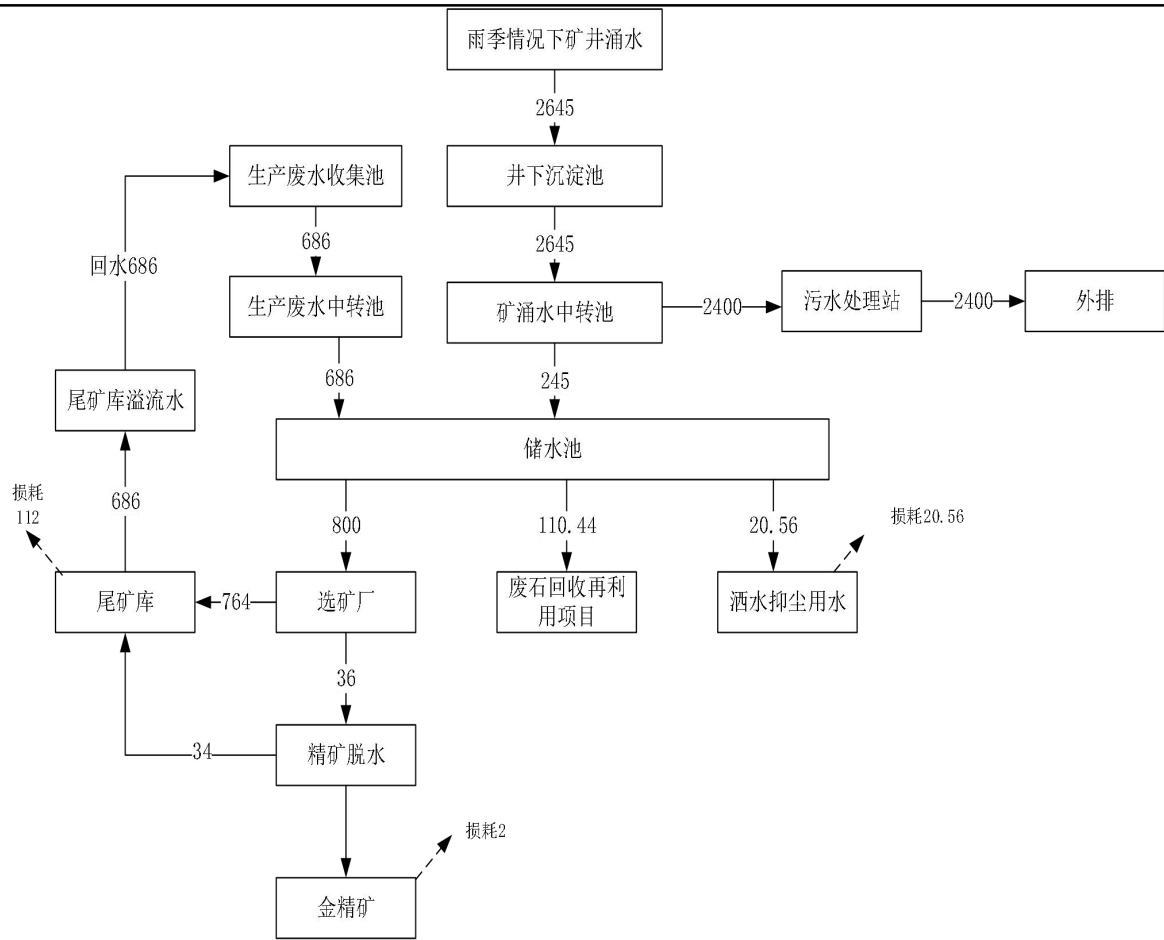 雨季情况下矿井涌水
2645
生产废水收集池
井下沉淀池
686
2645
回水686
生产废水中转池
矿涌水中转池
2400
污水处理站
2400
外排
686
245
尾矿库溢流水
储水池
损耗
112
686
800
110.44
20.56
损耗20.56
尾矿库
764
选矿厂
废石回收再利
用项目
洒水抑尘用水
36
34
精矿脱水
损耗2
金精矿